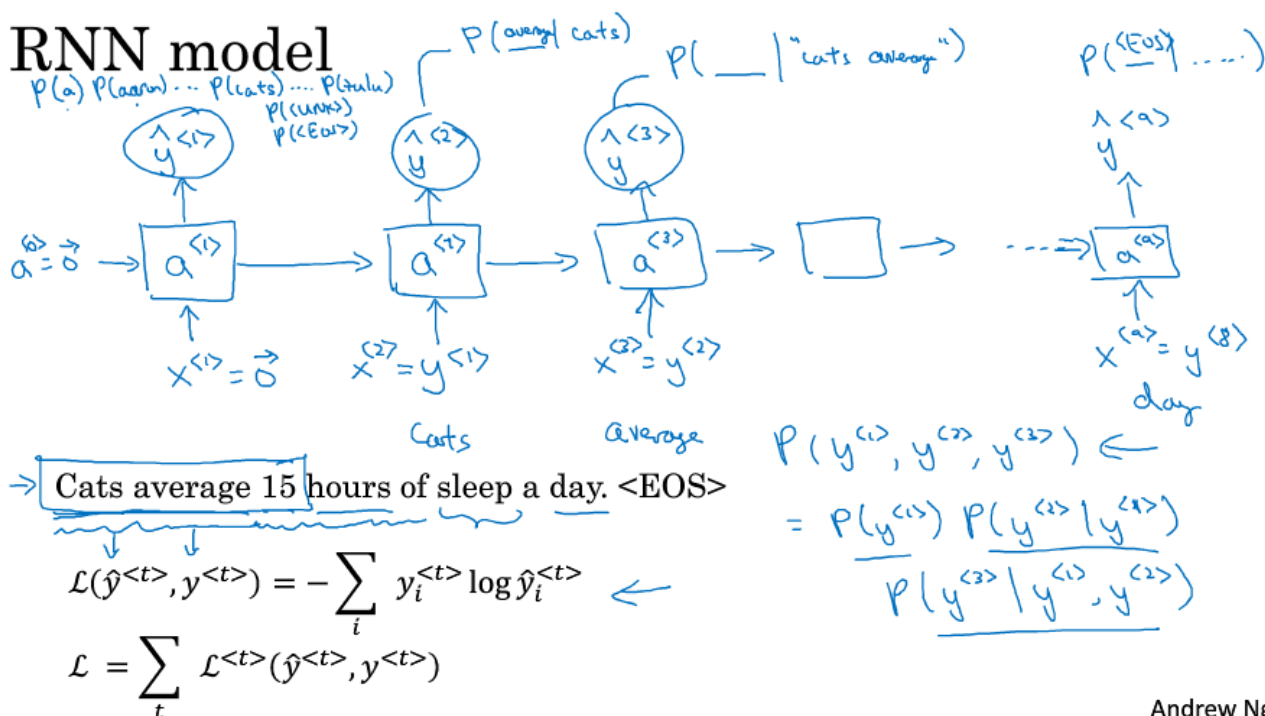 RNN model
P(average | cats)
P( ___ | "cats average")
P(<EOS> | .....)
P(a) P(aaron) ... P(cats) .... P(zulu)
P(<UNK>)
P(<EOS>)
ŷ<1> ŷ<2> ŷ<3> ŷ<9>
a<0> = 0⃗ a<1> a<2> a<3> ....... a<9>
x<1> = 0⃗ x<2> = y<1> x<3> = y<2> x<9> = y<8>
Cats average day
P(y<1>, y<2>, y<3>)
Cats average 15 hours of sleep a day. <EOS>
= P(y<1>) P(y<2> | y<1>)
P(y<3> | y<1>, y<2>)
ℒ(ŷ<t>, y<t>) = − ∑ᵢ yᵢ<t> log ŷᵢ<t>
ℒ = ∑ₜ ℒ<t>(ŷ<t>, y<t>)
Andrew Ng